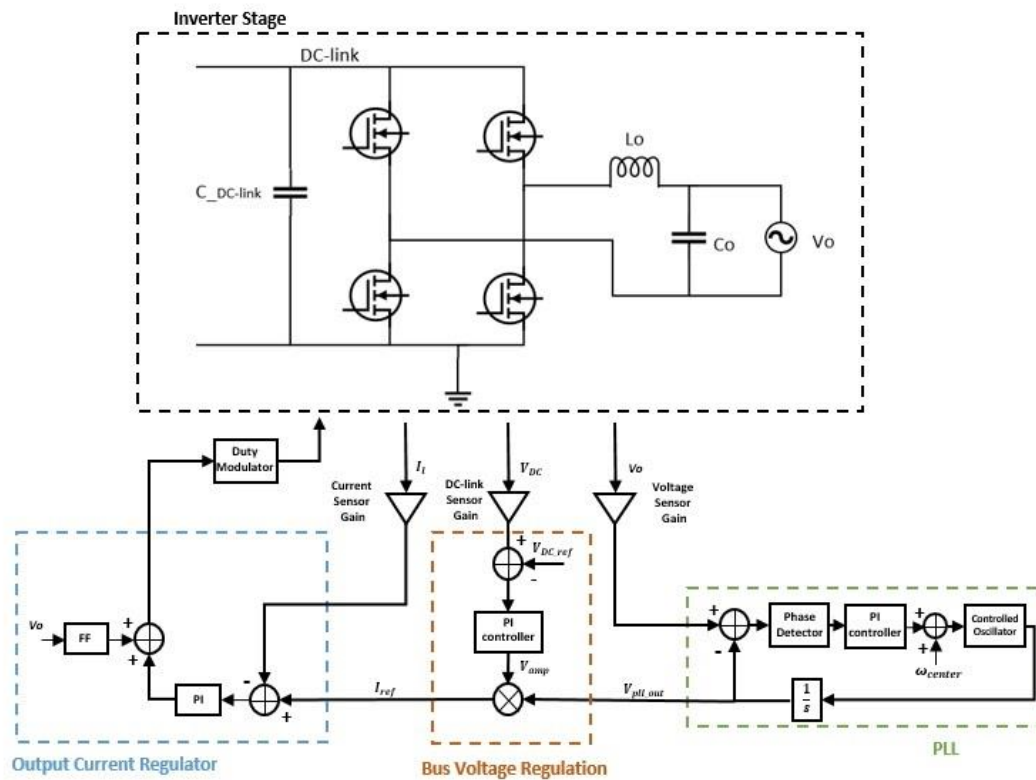 Inverter Stage
DC-link
C_DC-link
Lo
Co
Vo
Duty
Modulator
I_l
Current
Sensor
Gain
V_DC
DC-link
Sensor
Gain
Vo
Voltage
Sensor
Gain
+
V_DC_ref
-
PI
controller
V_amp
Vo
FF
+
+
PI
-
+
I_ref
V_pll_out
+
-
Phase
Detector
PI
controller
+
+
ω_center
Controlled
Oscillator
1
s
Output Current Regulator
Bus Voltage Regulation
PLL